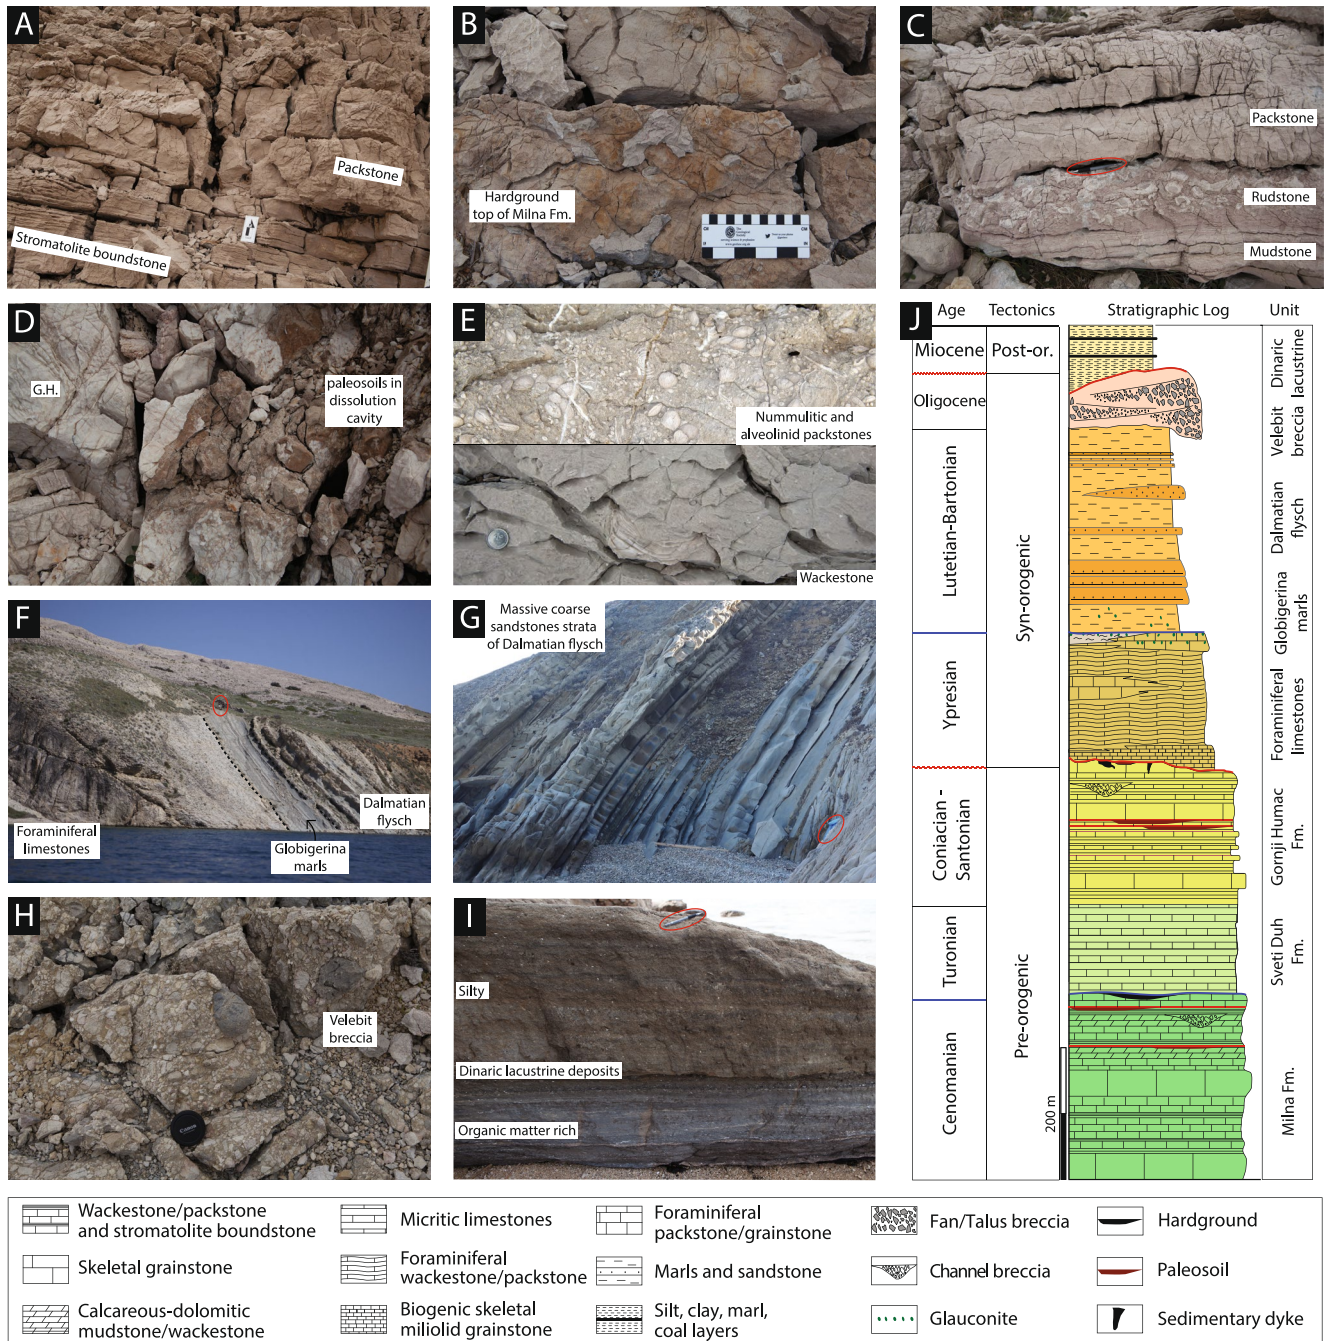 A
Packstone
Stromatolite boundstone
B
Hardground
top of Milna Fm.
CM
The
Geological
Society
C
Packstone
Rudstone
Mudstone
D
G.H.
paleosoils in
dissolution
cavity
E
Nummulitic and
alveolinid packstones
Wackestone
F
Foraminiferal
limestones
Globigerina
marls
Dalmatian
flysch
G
Massive coarse
sandstones strata
of Dalmatian flysch
H
Velebit
breccia
Canon
I
Silty
Dinaric lacustrine deposits
Organic matter rich
J
Age Tectonics Stratigraphic Log Unit
Miocene
Oligocene
Lutetian-Bartonian
Ypresian
Coniacian -
Santonian
Turonian
Cenomanian
Post-or.
Syn-orogenic
Pre-orogenic
200 m
Dinaric
lacustrine
Velebit
breccia
Dalmatian
flysch
Globigerina
marls
Foraminiferal
limestones
Gornji Humac
Fm.
Sveti Duh
Fm.
Milna Fm.
Wackestone/packstone
and stromatolite boundstone
Skeletal grainstone
Calcareous-dolomitic
mudstone/wackestone
Micritic limestones
Foraminiferal
wackestone/packstone
Biogenic skeletal
miliolid grainstone
Foraminiferal
packstone/grainstone
Marls and sandstone
Silt, clay, marl,
coal layers
Fan/Talus breccia
Channel breccia
Glauconite
Hardground
Paleosoil
Sedimentary dyke